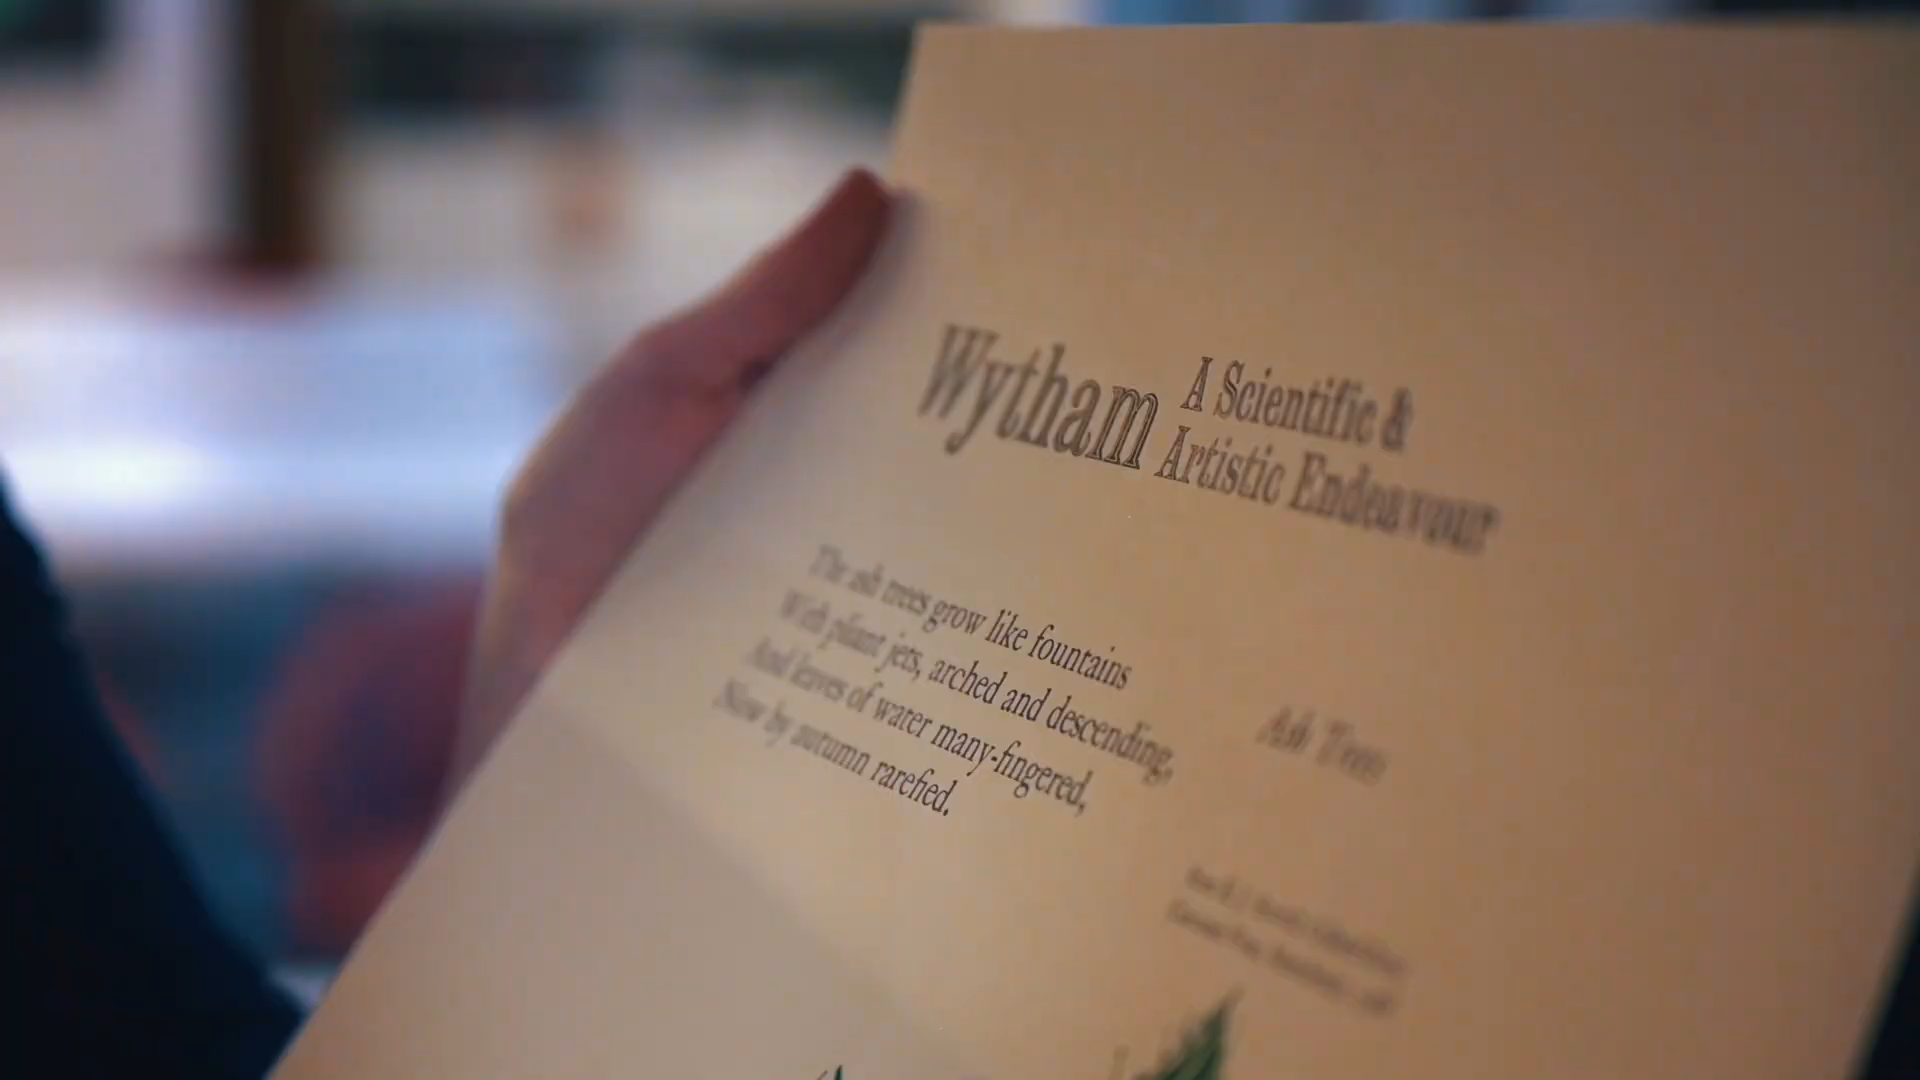 Wytham
A Scientific &
Artistic Endeavour
The ash trees grow like fountains
With pliant jets, arched and descending,
And leaves of water many-fingered,
Now by autumn rarefied.
Ash Trees